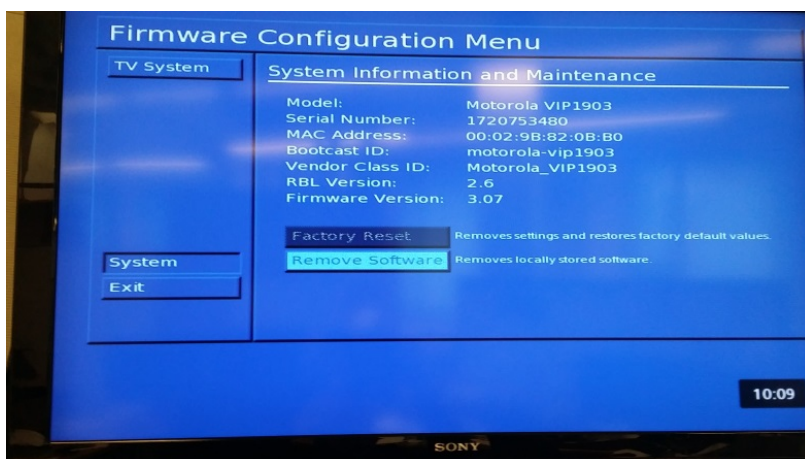 Firmware Configuration Menu
TV System
System Information and Maintenance
Model: Motorola VIP1903
Serial Number: 1720753480
MAC Address: 00:02:9B:82:0B:B0
Bootcast ID: motorola-vip1903
Vendor Class ID: Motorola_VIP1903
RBL Version: 2.6
Firmware Version: 3.07
Factory Reset Removes settings and restores factory default values.
System
Remove Software Removes locally stored software.
Exit
10:09
SONY